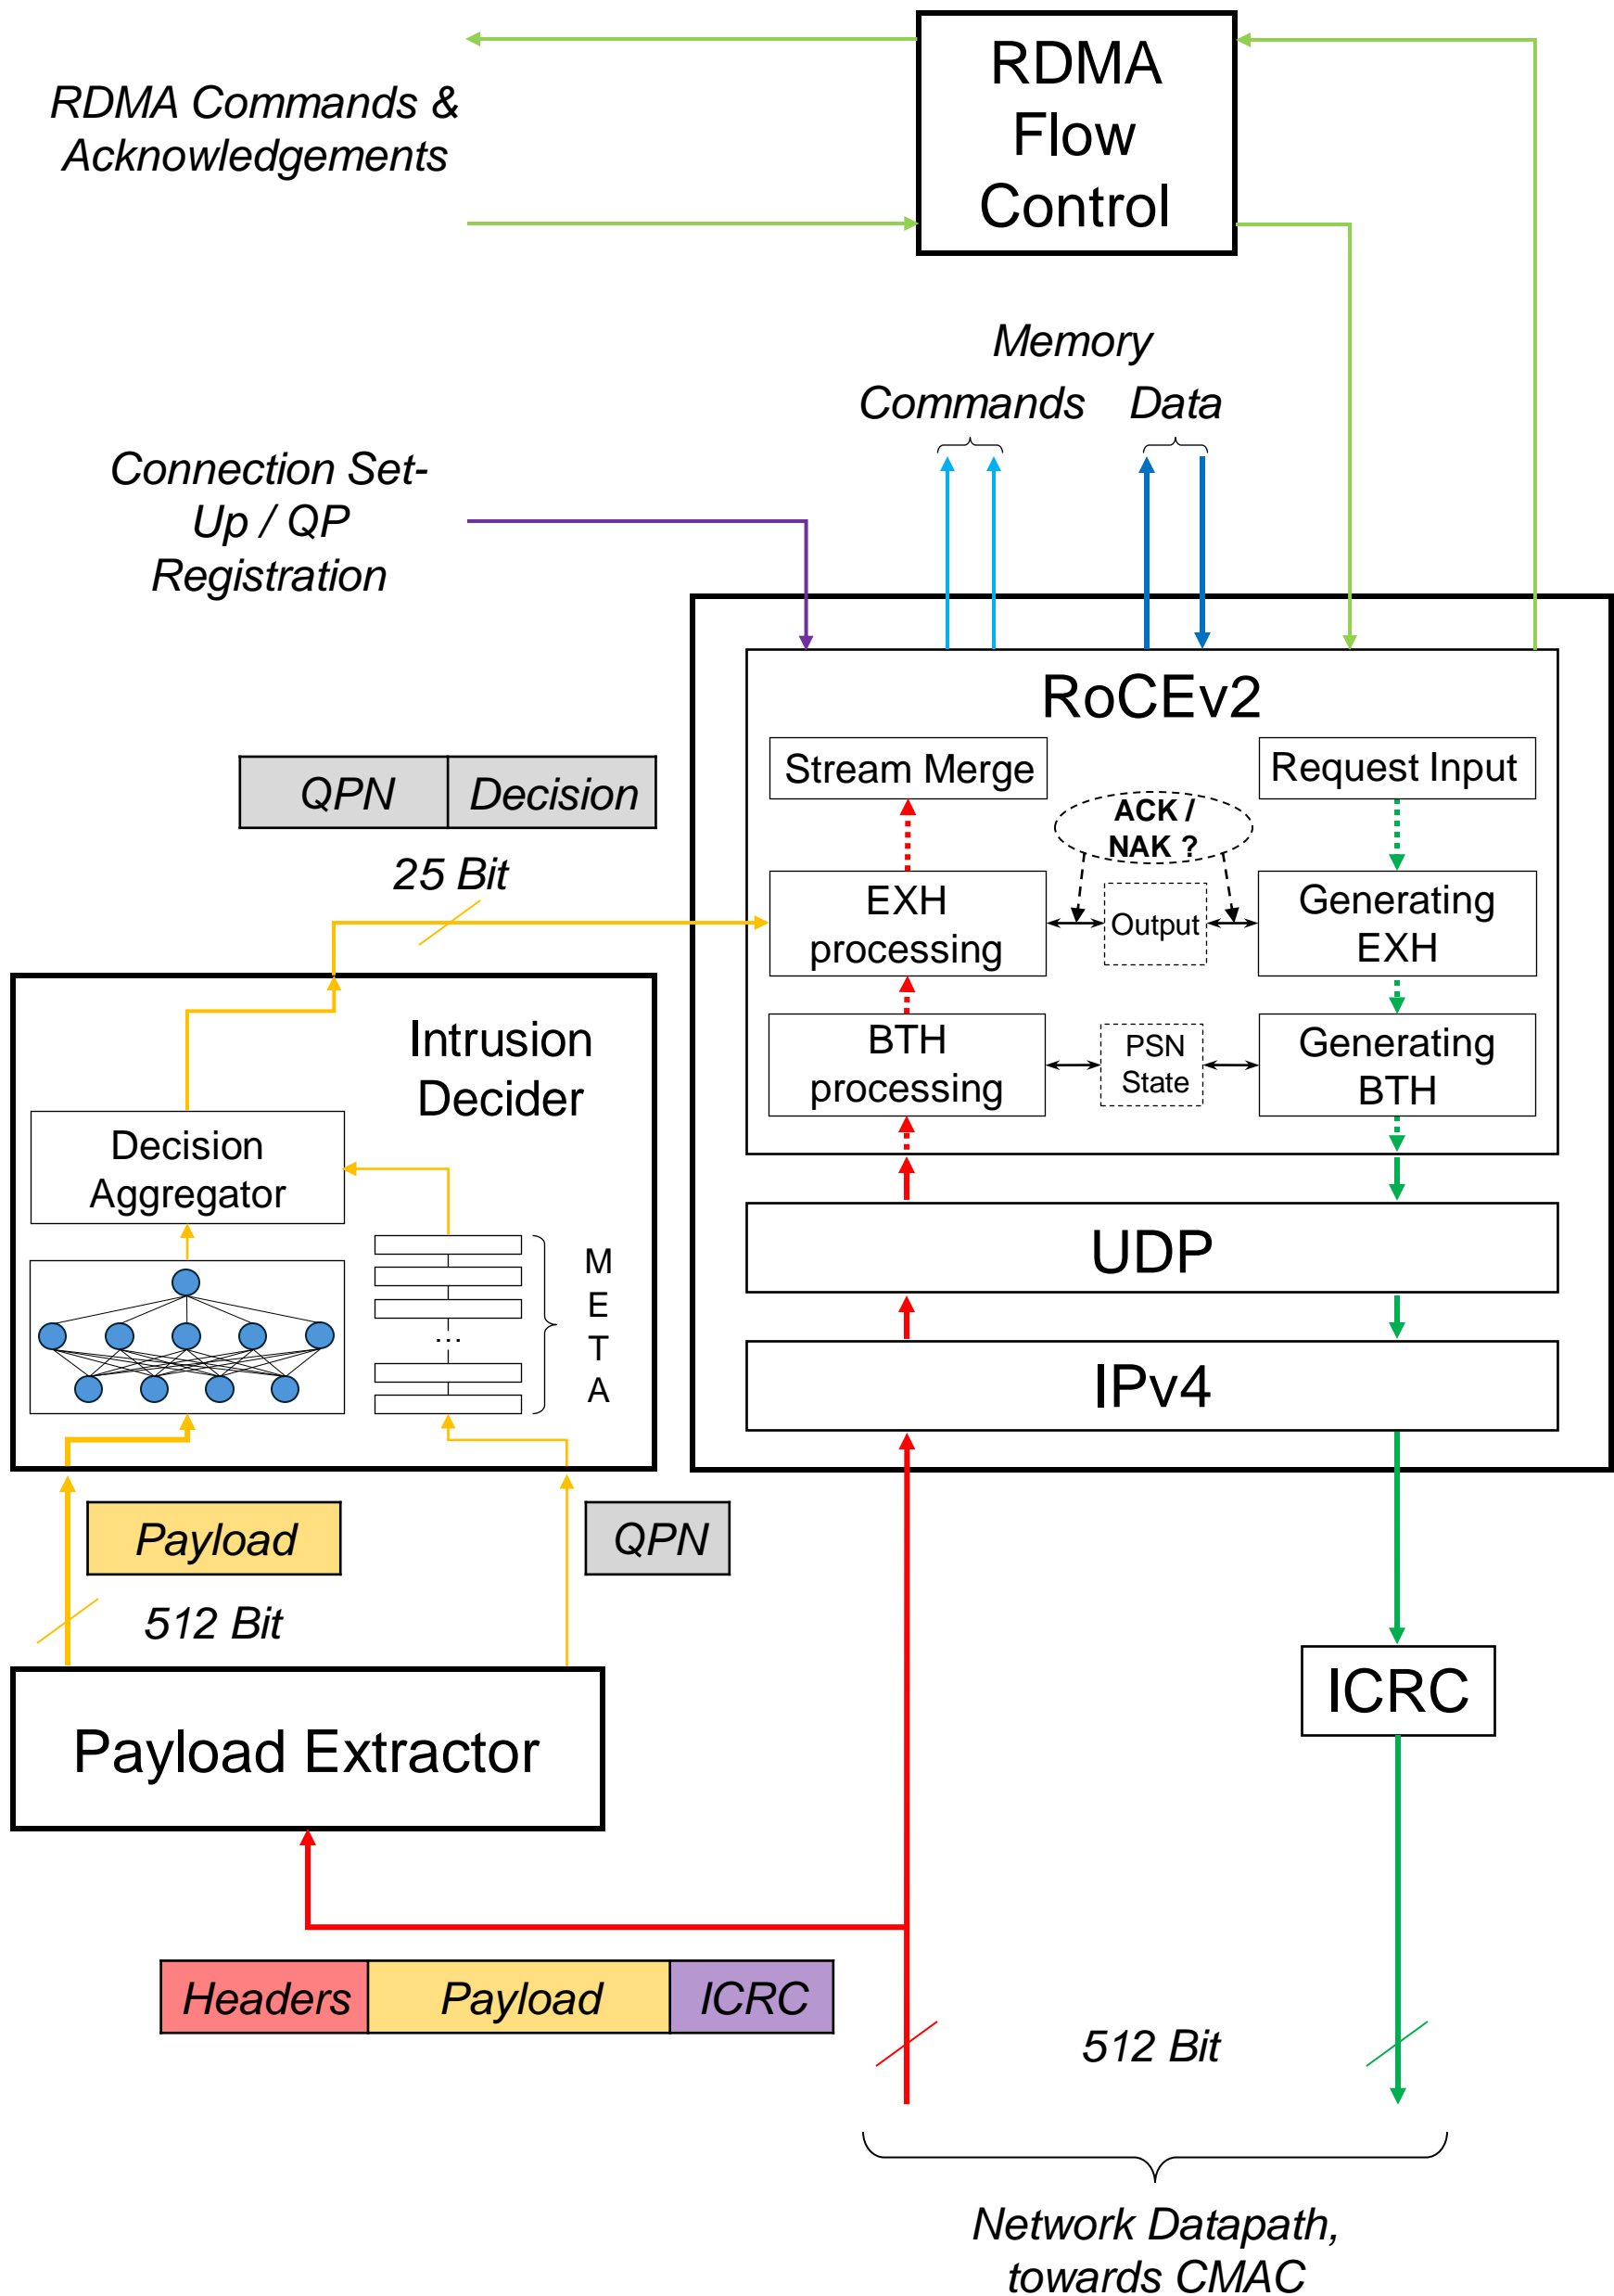 RDMA
Flow
Control
RDMA Commands &
Acknowledgements
Memory
Commands Data
Connection Set-
Up / QP
Registration
RoCEv2
Stream Merge
Request Input
ACK /
NAK ?
QPN Decision
25 Bit
EXH
processing
Output
Generating
EXH
BTH
processing
PSN
State
Generating
BTH
Intrusion
Decider
Decision
Aggregator
M
E
T
A
...
UDP
IPv4
Payload
QPN
512 Bit
ICRC
Payload Extractor
Headers Payload ICRC
512 Bit
Network Datapath,
towards CMAC